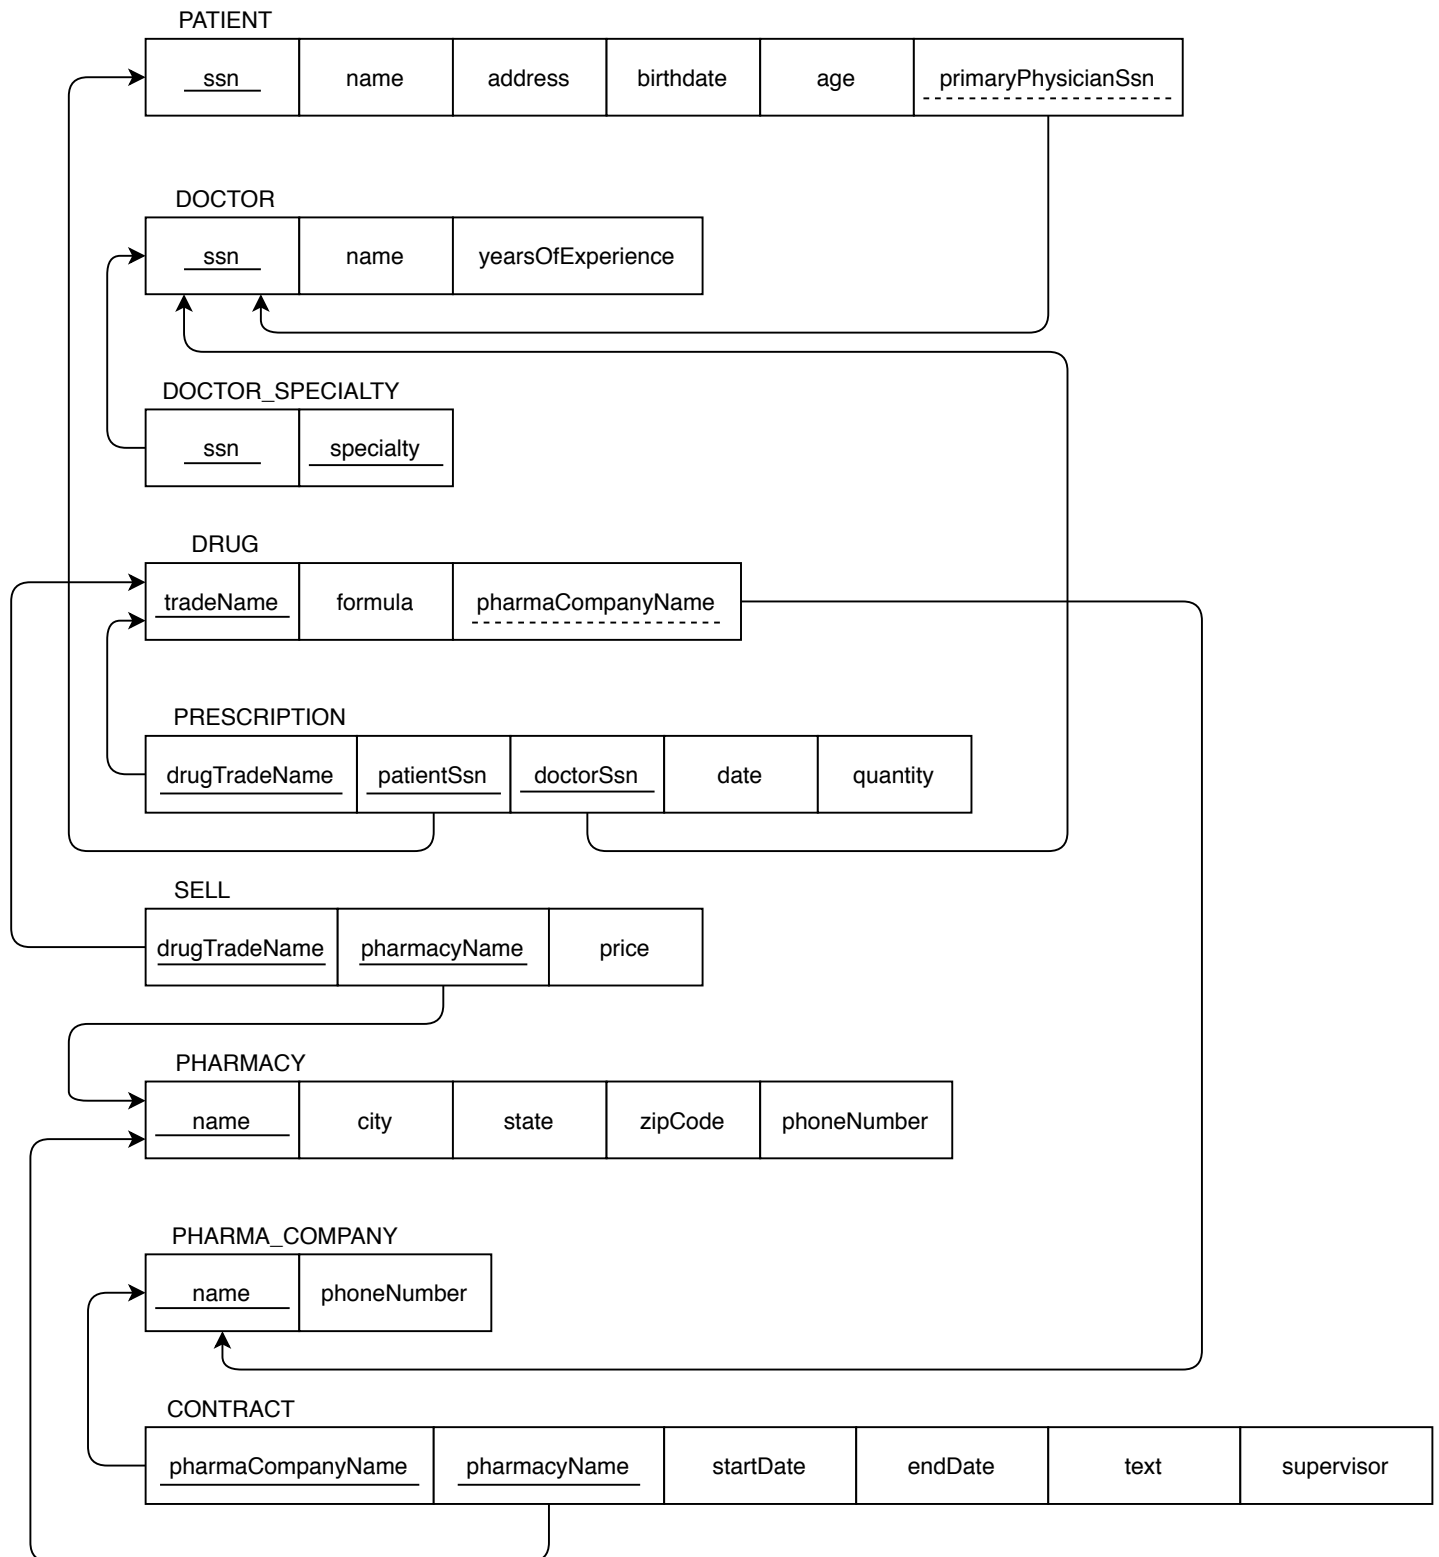 PATIENT
ssn name address birthdate age primaryPhysicianSsn
DOCTOR
ssn name yearsOfExperience
DOCTOR_SPECIALTY
ssn specialty
DRUG
tradeName formula pharmaCompanyName
PRESCRIPTION
drugTradeName patientSsn doctorSsn date quantity
SELL
drugTradeName pharmacyName price
PHARMACY
name city state zipCode phoneNumber
PHARMA_COMPANY
name phoneNumber
CONTRACT
pharmaCompanyName pharmacyName startDate endDate text supervisor